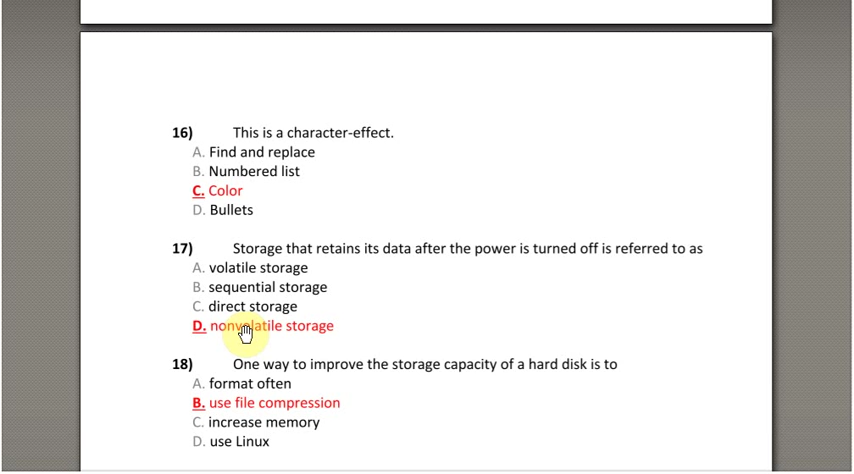 16) This is a character-effect.
A. Find and replace
B. Numbered list
C. Color
D. Bullets
17) Storage that retains its data after the power is turned off is referred to as
A. volatile storage
B. sequential storage
C. direct storage
D. nonvolatile storage
18) One way to improve the storage capacity of a hard disk is to
A. format often
B. use file compression
C. increase memory
D. use Linux